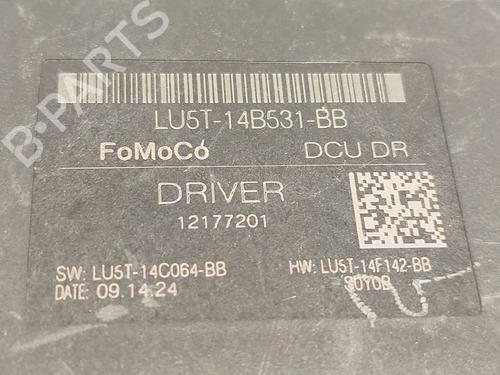 B-PARTS
LU5T-14B531-BB
FoMoCo DCU DR
DRIVER
12177201
SW: LU5T-14C064-BB HW: LU5T-14F142-BB
DATE: 09.14.24 S0YOB